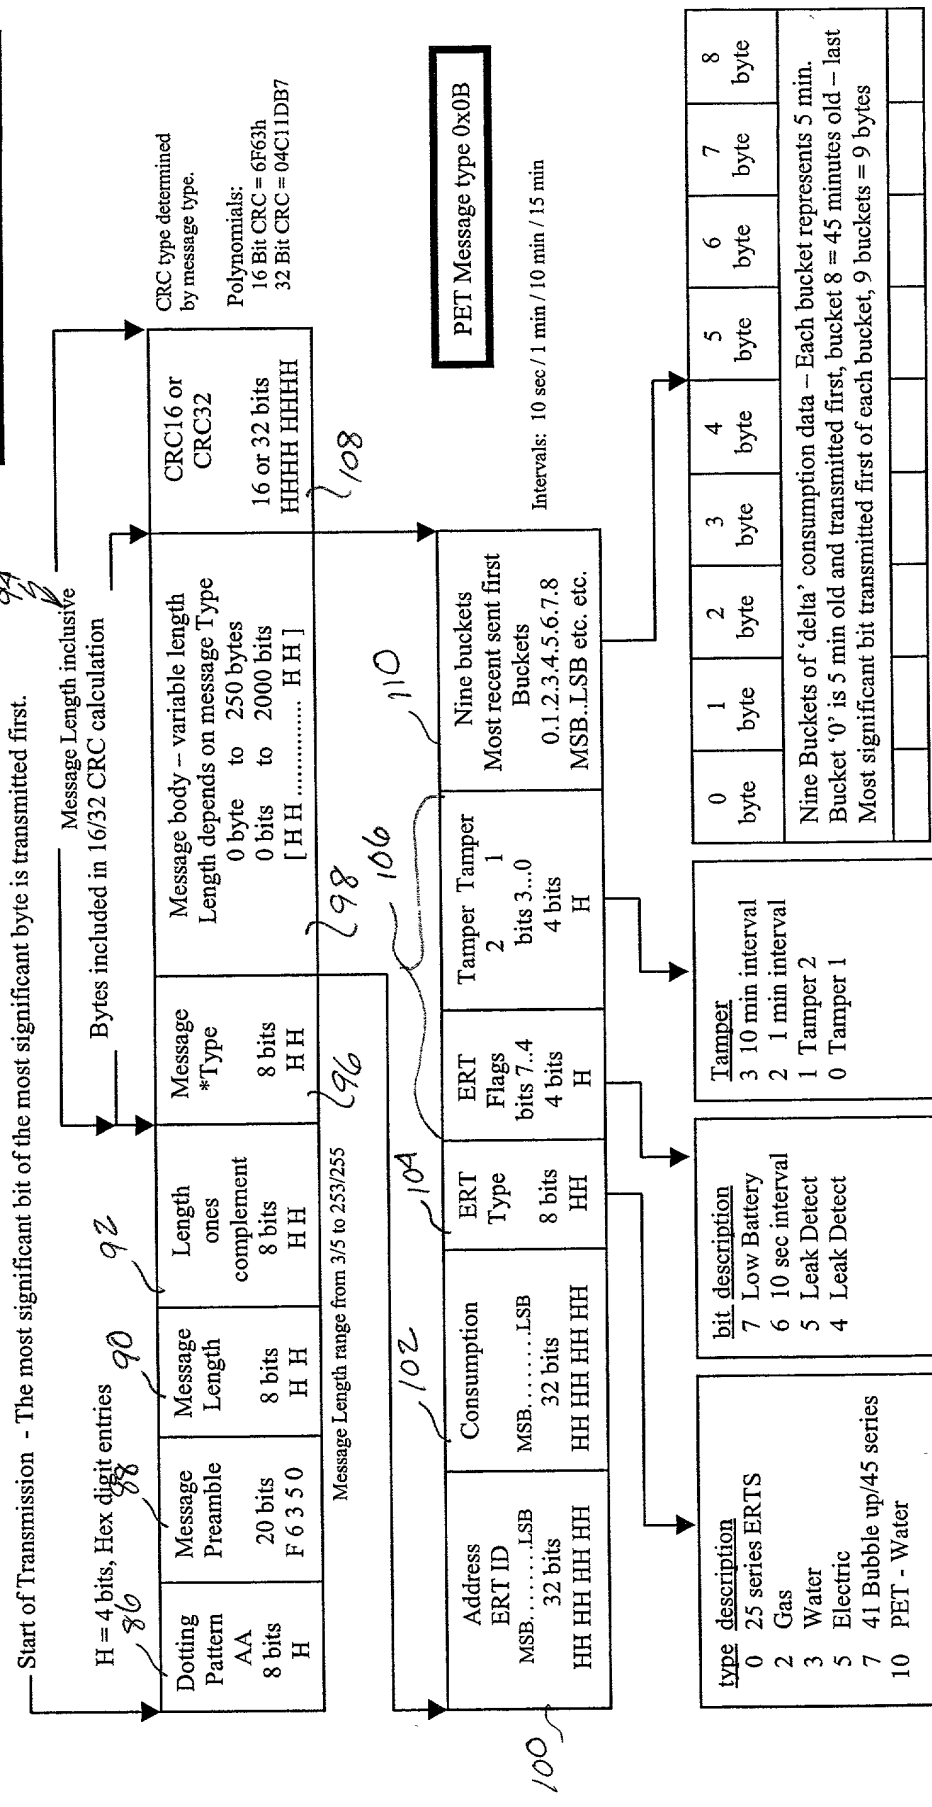 Start of Transmission - The most significant bit of the most significant byte is transmitted first.
94
Message Length inclusive
Bytes included in 16/32 CRC calculation
H = 4 bits, Hex digit entries
86
88
90
92
Dotting
Pattern
AA
8 bits
H
Message
Preamble
20 bits
F 6 3 5 0
Message
Length
8 bits
H H
Length
ones
complement
8 bits
H H
Message
*Type
8 bits
H H
Message body – variable length
Length depends on message Type
0 byte to 250 bytes
0 bits to 2000 bits
[ H H ................ H H ]
CRC16 or
CRC32
16 or 32 bits
HHHH HHHH
CRC type determined
by message type.
Polynomials:
16 Bit CRC = 6F63h
32 Bit CRC = 04C11DB7
Message Length range from 3/5 to 253/255
96
98
108
PET Message type 0x0B
102
104
106
110
Address
ERT ID
MSB.........LSB
32 bits
HH HH HH HH
Consumption
MSB.........LSB
32 bits
HH HH HH HH
ERT
Type
8 bits
HH
ERT
Flags
bits 7..4
4 bits
H
Tamper Tamper
2 1
bits 3...0
4 bits
H
Nine buckets
Most recent sent first
Buckets
0.1.2.3.4.5.6.7.8
MSB..LSB etc. etc.
Intervals: 10 sec / 1 min / 10 min / 15 min
100
type description
0 25 series ERTS
2 Gas
3 Water
5 Electric
7 41 Bubble up/45 series
10 PET - Water
bit description
7 Low Battery
6 10 sec interval
5 Leak Detect
4 Leak Detect
Tamper
3 10 min interval
2 1 min interval
1 Tamper 2
0 Tamper 1
0 1 2 3 4 5 6 7 8
byte byte byte byte byte byte byte byte byte
Nine Buckets of ‘delta’ consumption data – Each bucket represents 5 min.
Bucket ‘0’ is 5 min old and transmitted first, bucket 8 = 45 minutes old – last
Most significant bit transmitted first of each bucket, 9 buckets = 9 bytes